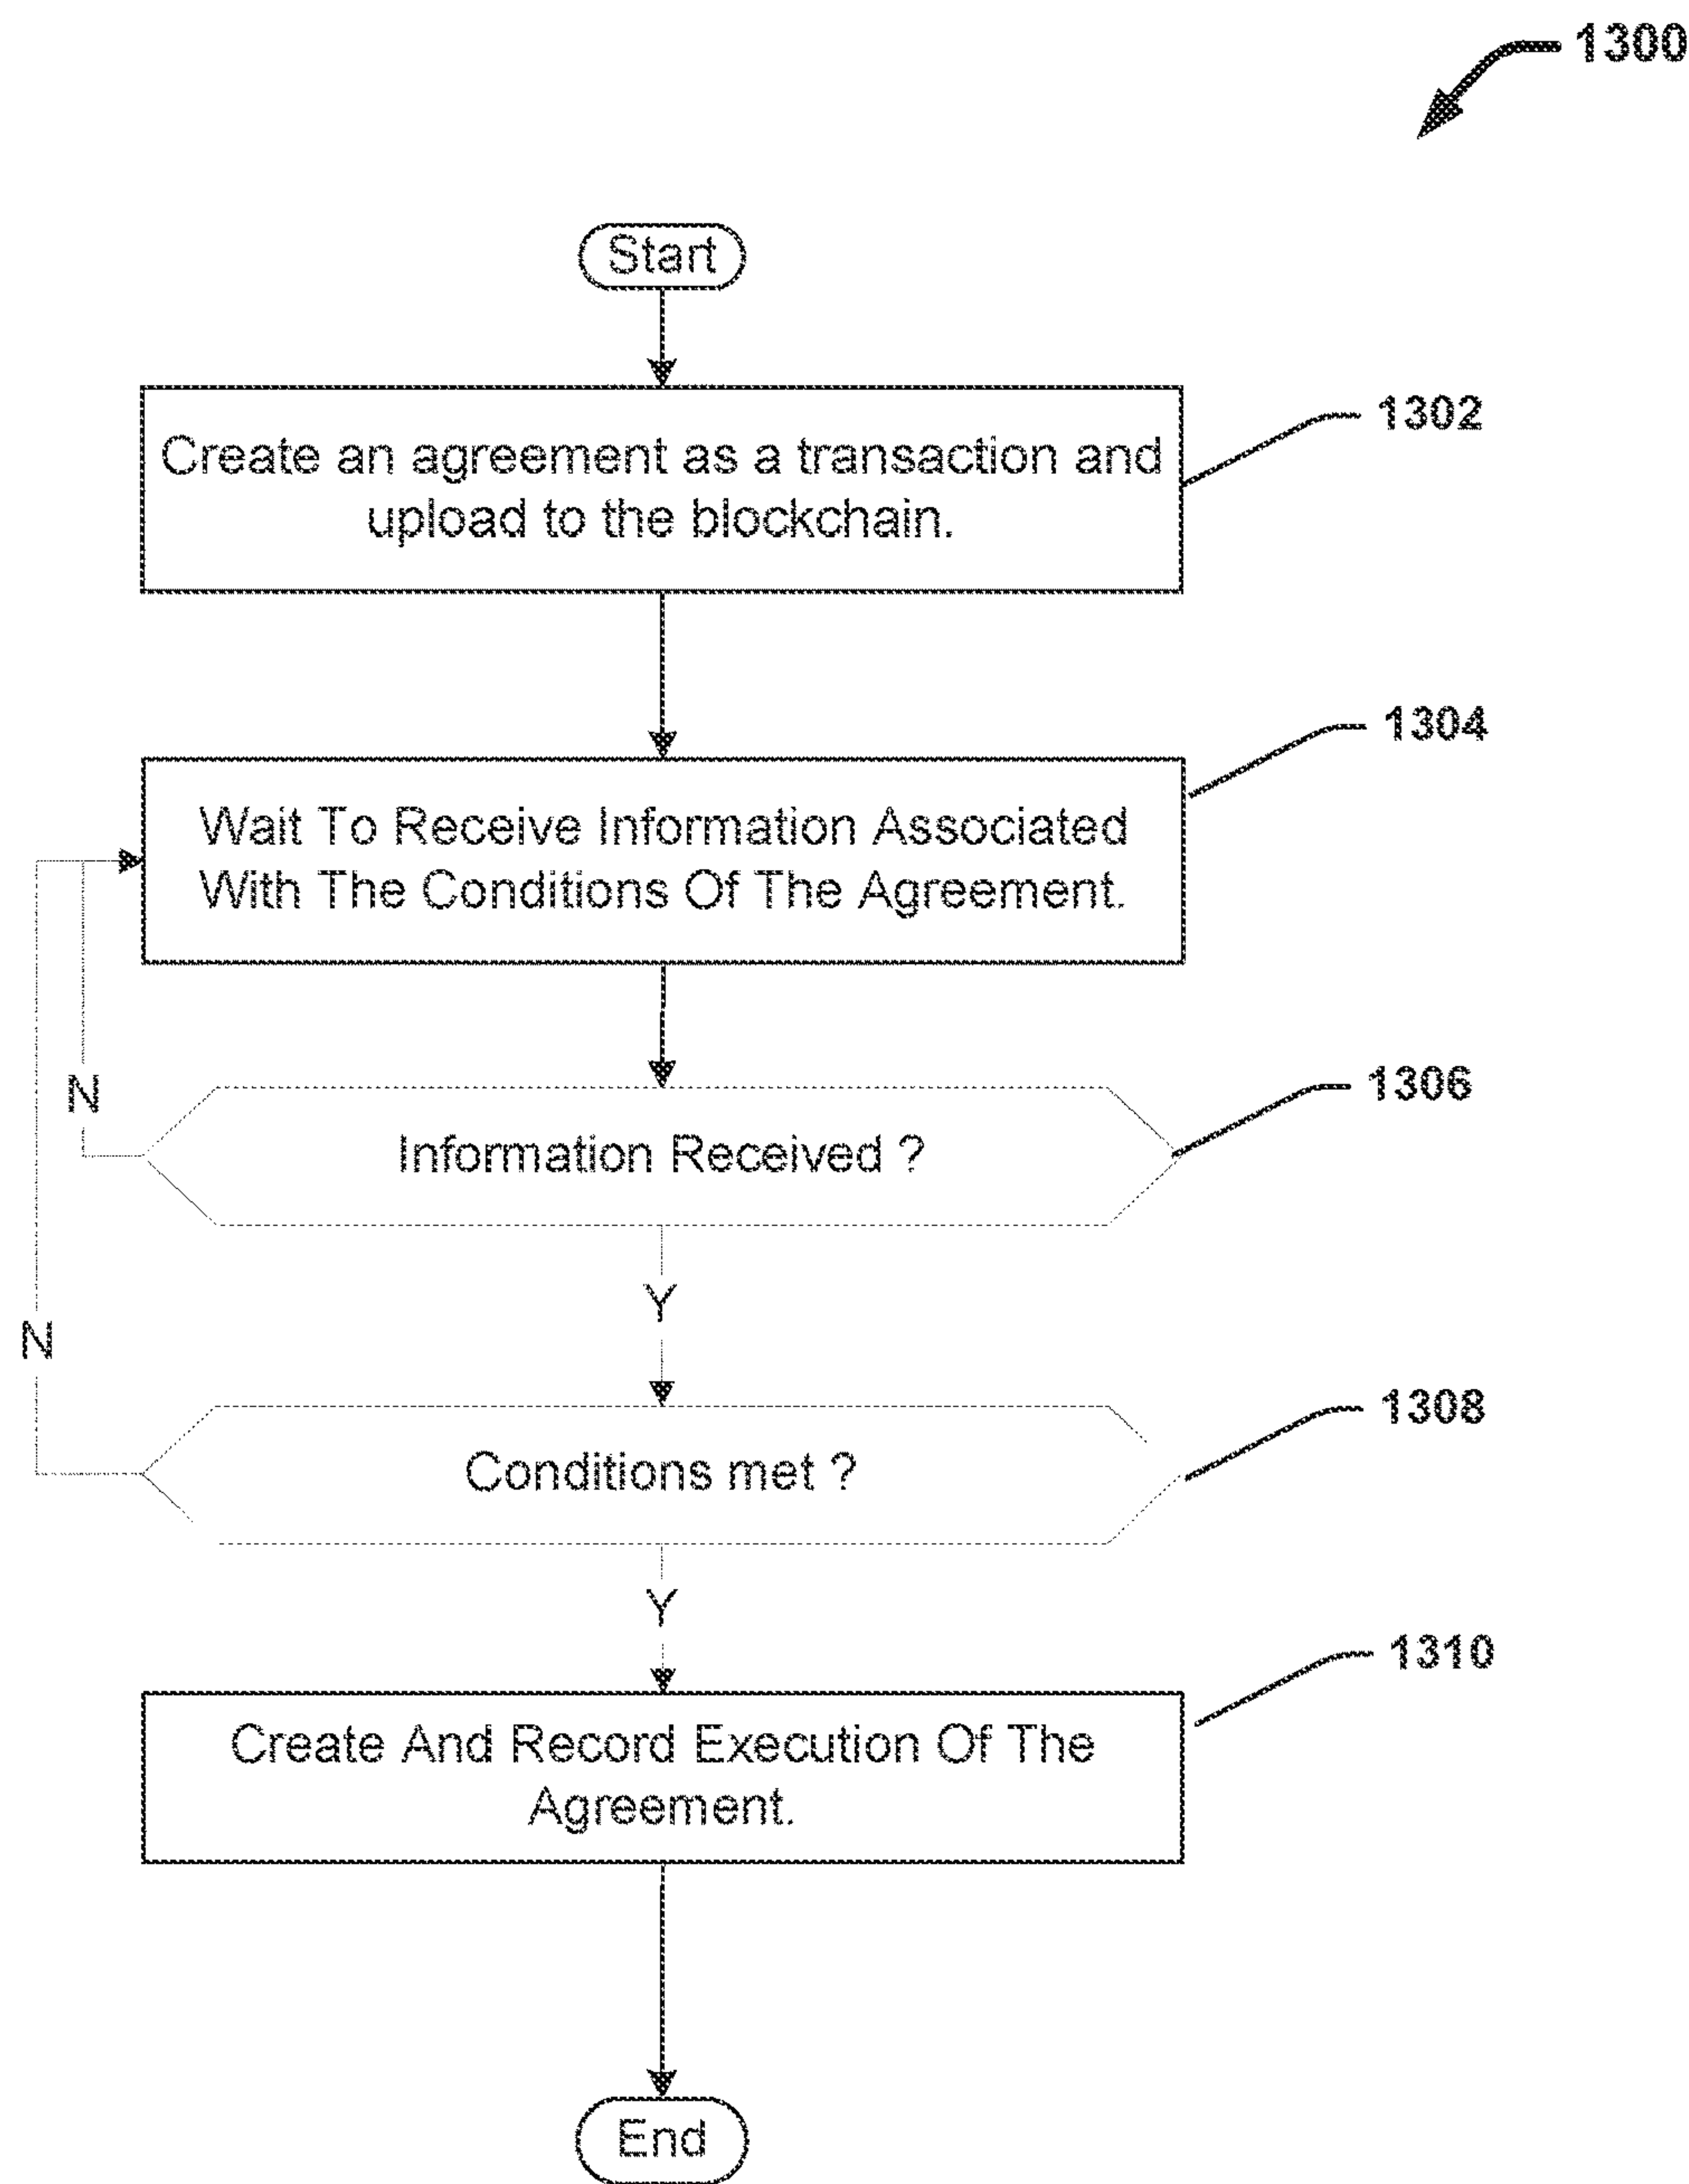 1300
Start
1302
Create an agreement as a transaction and
upload to the blockchain.
1304
Wait To Receive Information Associated
With The Conditions Of The Agreement.
N
1306
Information Received ?
Y
N
1308
Conditions met ?
Y
1310
Create And Record Execution Of The
Agreement.
End